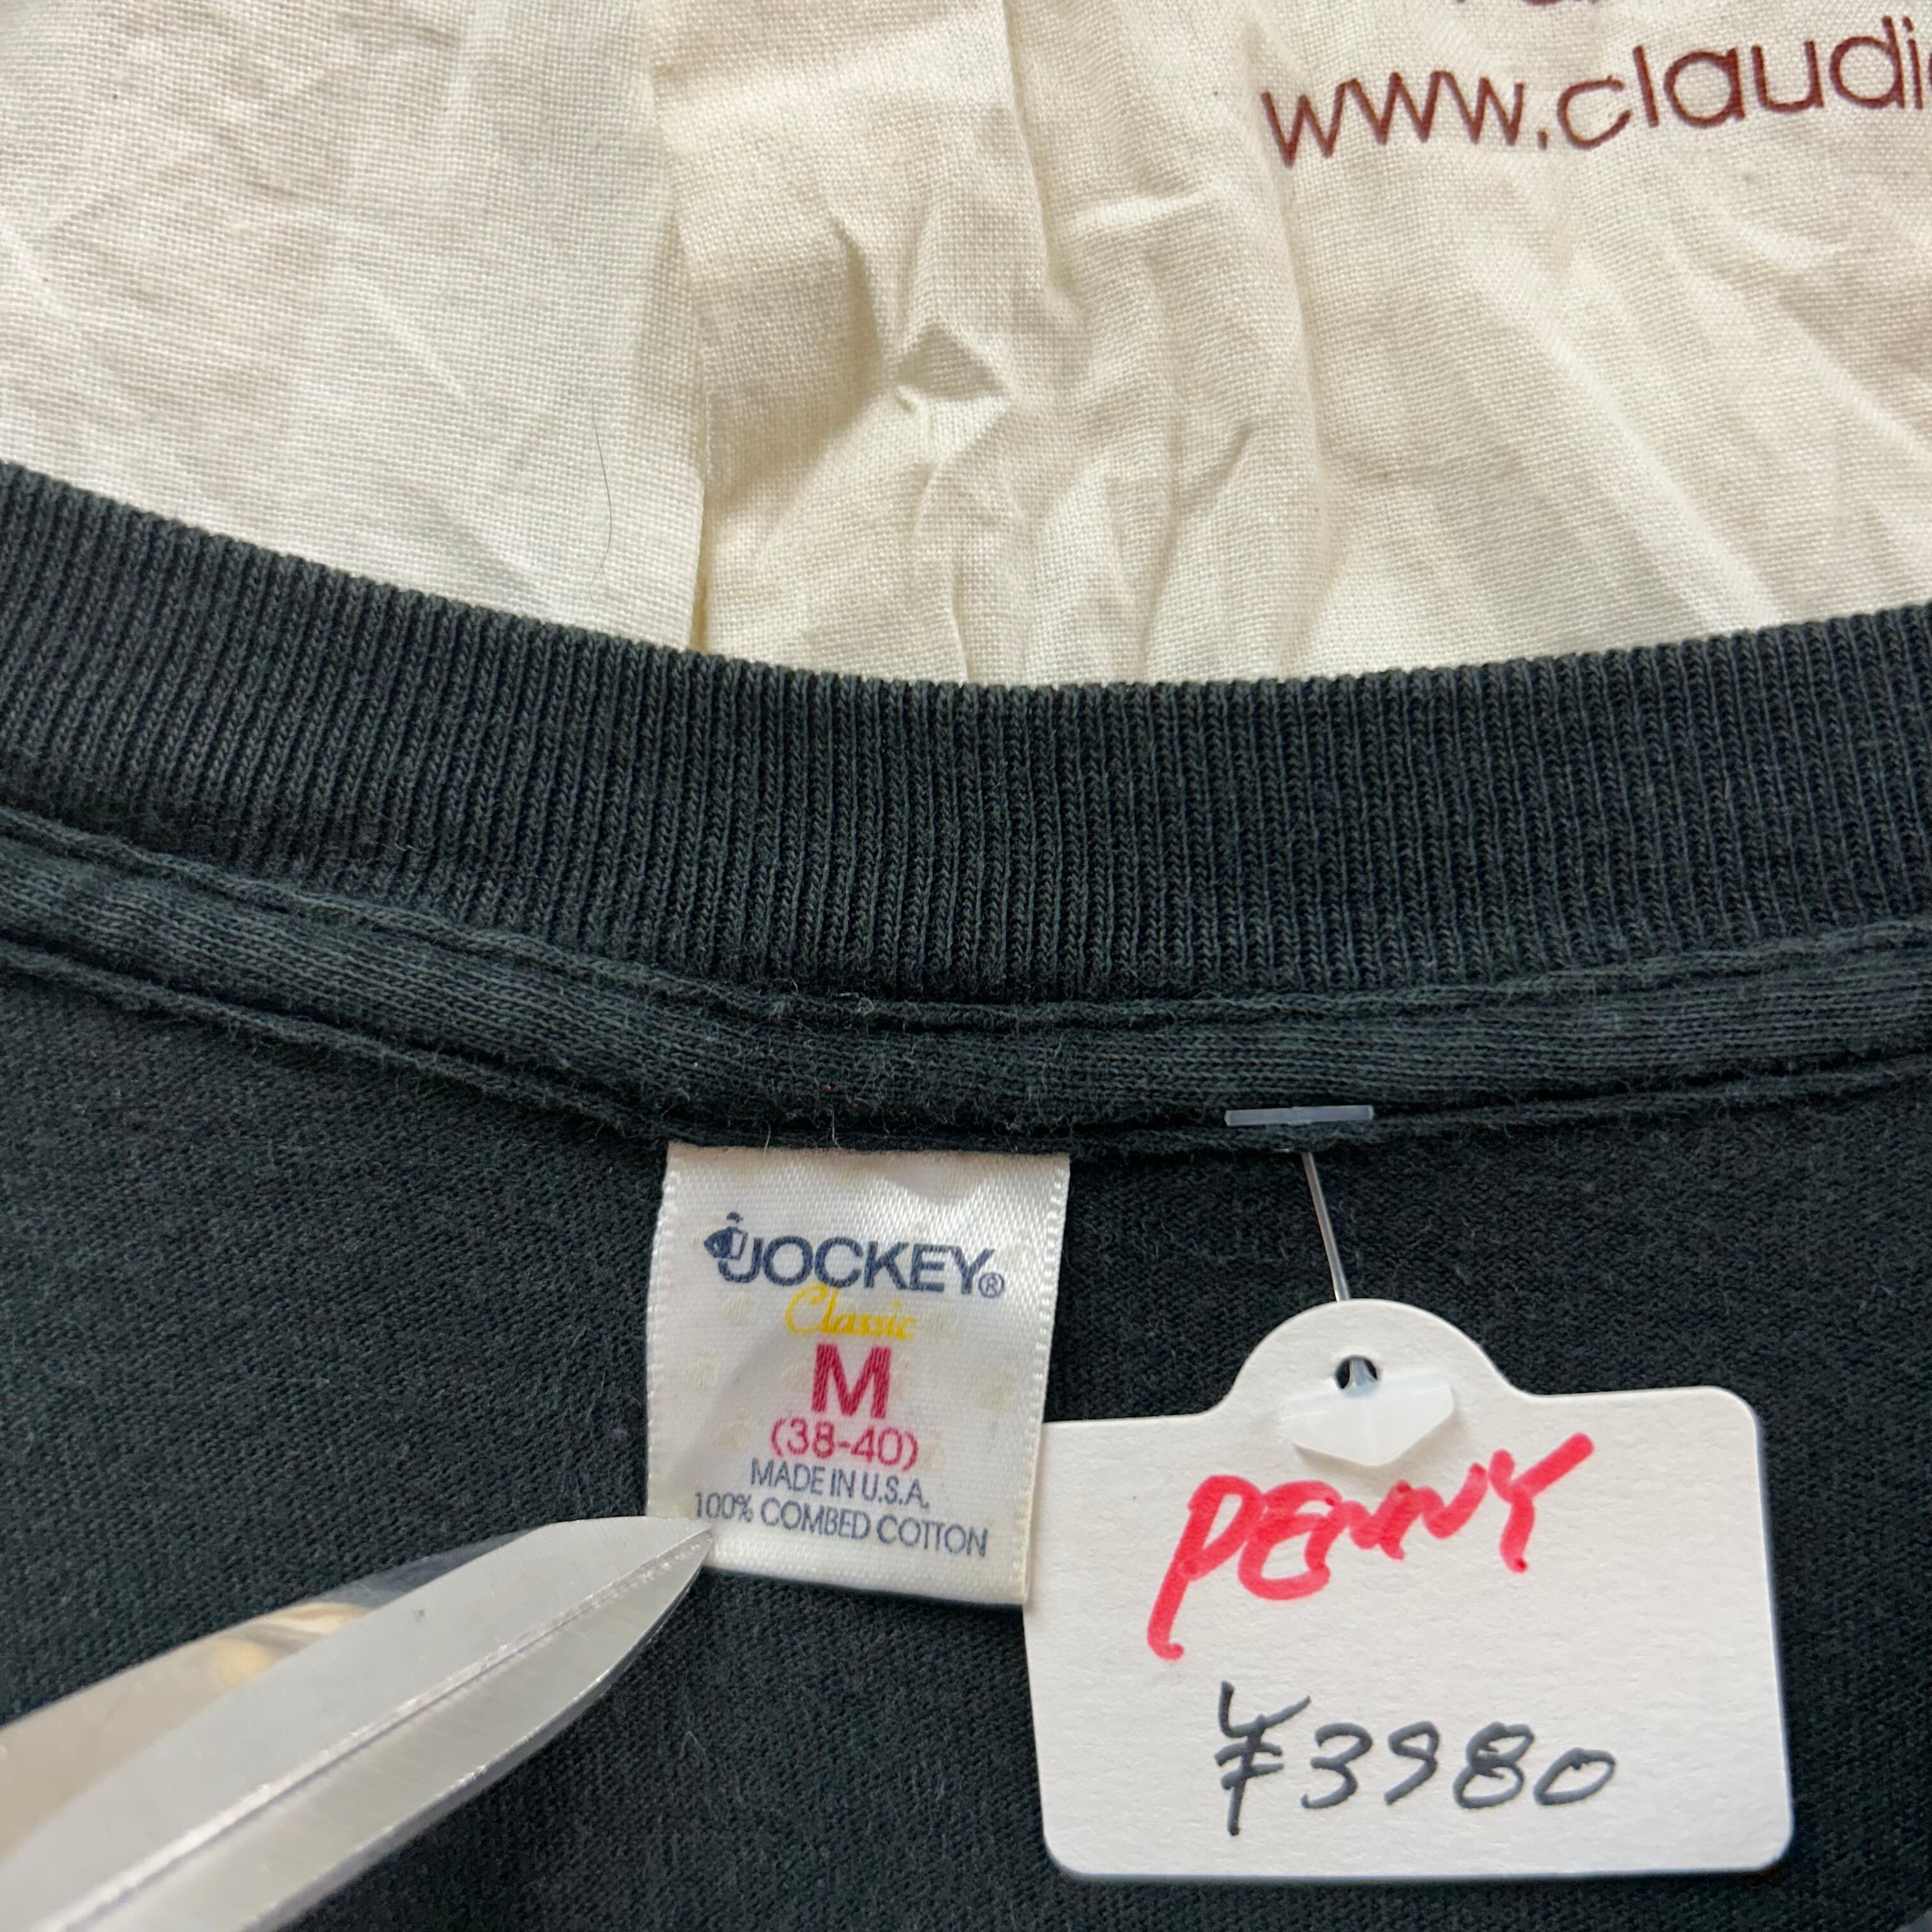 www.claudi
JOCKEY®
Classic
M
(38-40)
MADE IN U.S.A.
100% COMBED COTTON
PENNY
¥3980